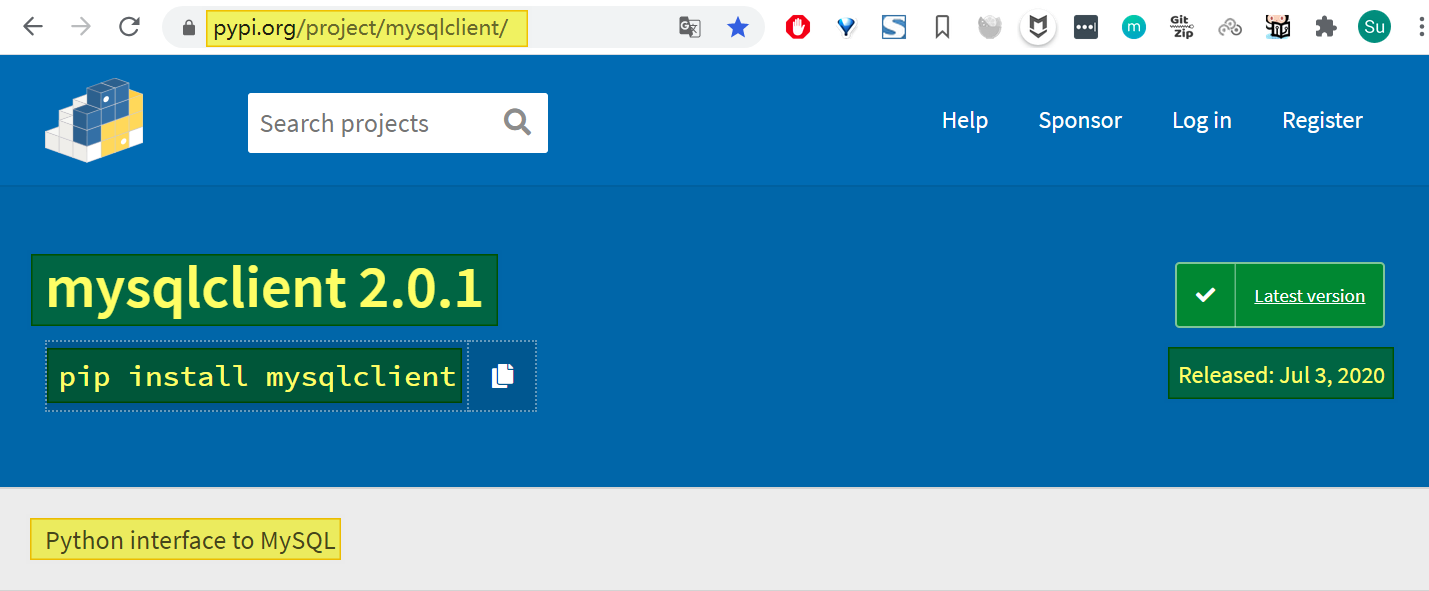 pypi.org/project/mysqlclient/
m
Git
Zip
Su
Search projects
Help Sponsor Log in Register
mysqlclient 2.0.1
Latest version
pip install mysqlclient
Released: Jul 3, 2020
Python interface to MySQL